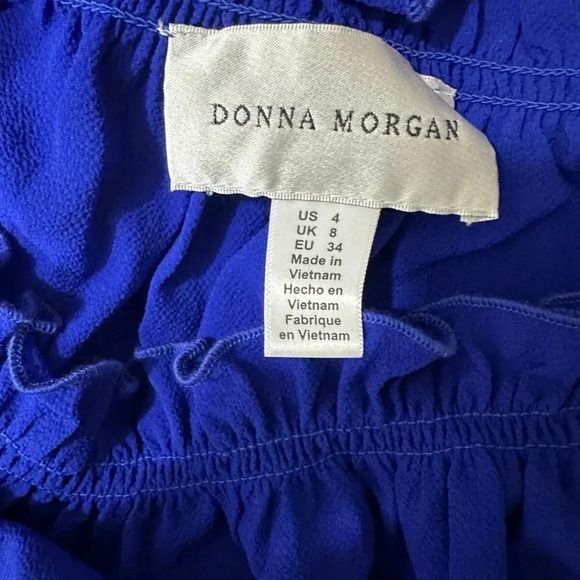 DONNA MORGAN
US 4
UK 8
EU 34
Made in
Vietnam
Hecho en
Vietnam
Fabrique
en Vietnam